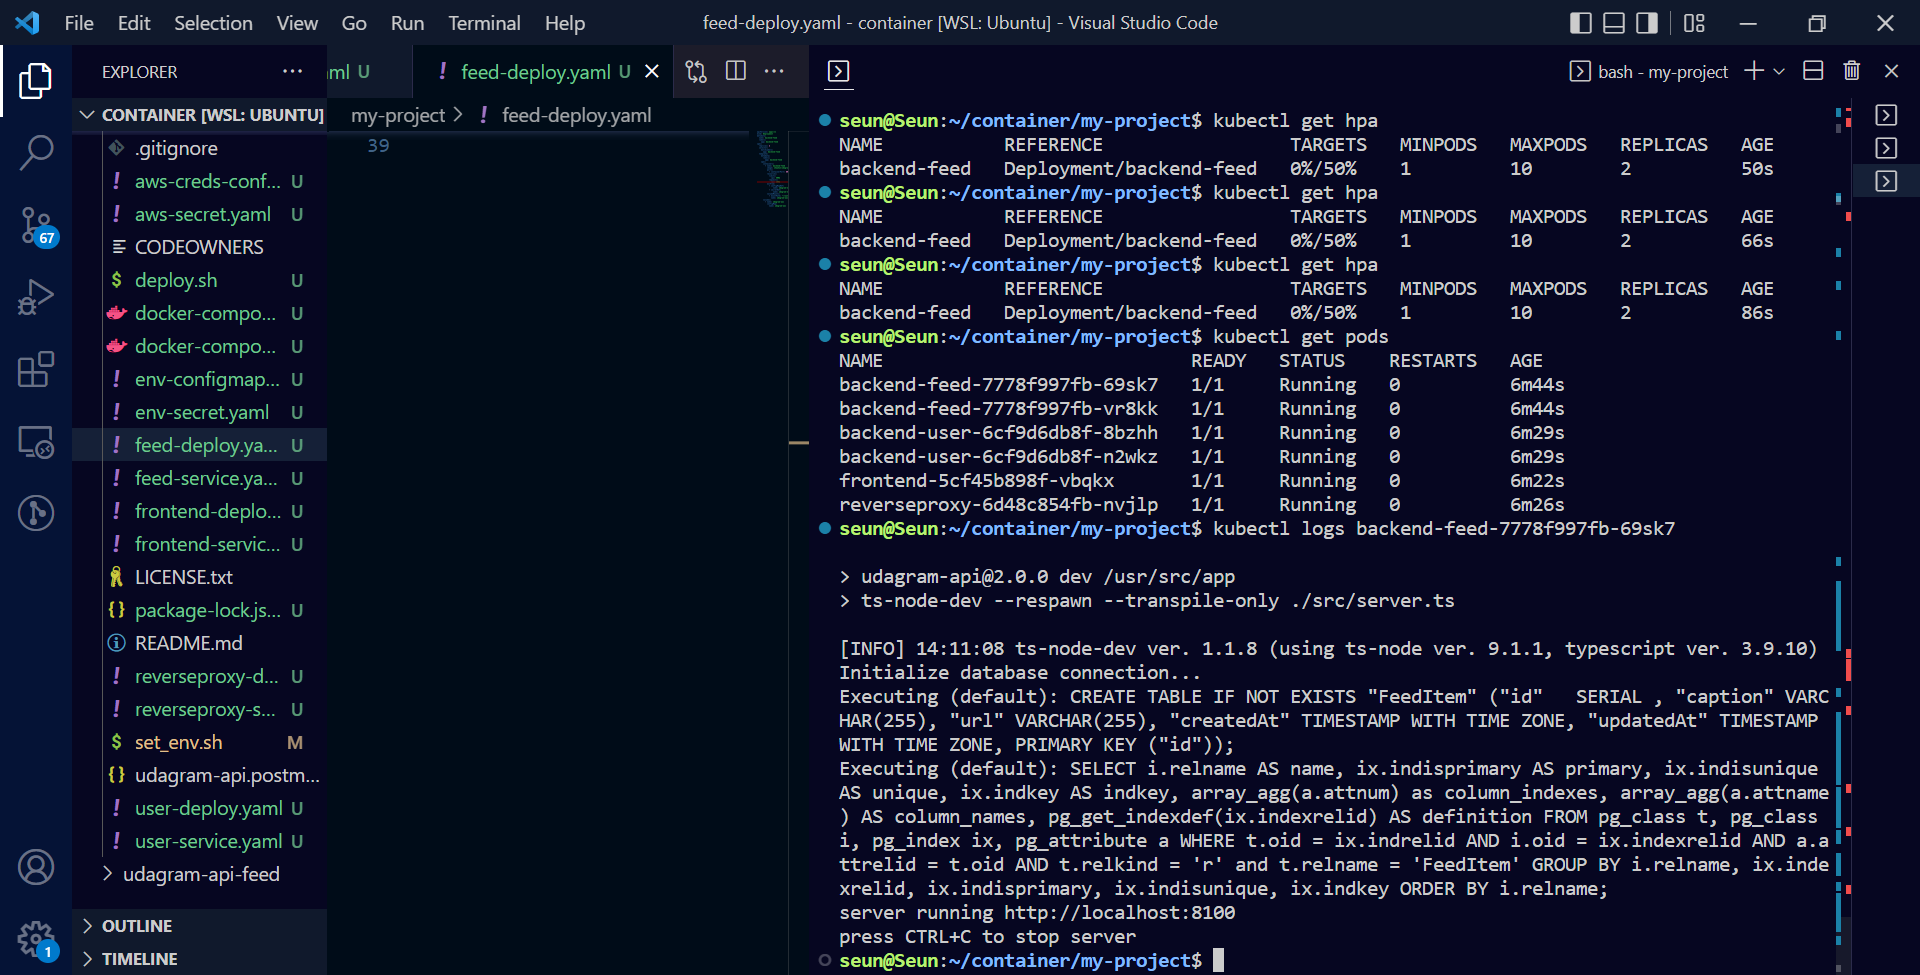 File Edit Selection View Go Run Terminal Help
feed-deploy.yaml - container [WSL: Ubuntu] - Visual Studio Code
EXPLORER
CONTAINER [WSL: UBUNTU]
.gitignore
aws-creds-conf... U
aws-secret.yaml U
CODEOWNERS
deploy.sh U
docker-compo... U
docker-compo... U
env-configmap... U
env-secret.yaml U
feed-deploy.ya... U
feed-service.ya... U
frontend-deplo... U
frontend-servic... U
LICENSE.txt
package-lock.js... U
README.md
reverseproxy-d... U
reverseproxy-s... U
set_env.sh M
udagram-api.postm...
user-deploy.yaml U
user-service.yaml U
udagram-api-feed
OUTLINE
TIMELINE
67
1
ml U
feed-deploy.yaml U
my-project > feed-deploy.yaml
39
bash - my-project
seun@Seun:~/container/my-project$ kubectl get hpa
NAME REFERENCE TARGETS MINPODS MAXPODS REPLICAS AGE
backend-feed Deployment/backend-feed 0%/50% 1 10 2 50s
seun@Seun:~/container/my-project$ kubectl get hpa
NAME REFERENCE TARGETS MINPODS MAXPODS REPLICAS AGE
backend-feed Deployment/backend-feed 0%/50% 1 10 2 66s
seun@Seun:~/container/my-project$ kubectl get hpa
NAME REFERENCE TARGETS MINPODS MAXPODS REPLICAS AGE
backend-feed Deployment/backend-feed 0%/50% 1 10 2 86s
seun@Seun:~/container/my-project$ kubectl get pods
NAME READY STATUS RESTARTS AGE
backend-feed-7778f997fb-69sk7 1/1 Running 0 6m44s
backend-feed-7778f997fb-vr8kk 1/1 Running 0 6m44s
backend-user-6cf9d6db8f-8bzhh 1/1 Running 0 6m29s
backend-user-6cf9d6db8f-n2wkz 1/1 Running 0 6m29s
frontend-5cf45b898f-vbqkx 1/1 Running 0 6m22s
reverseproxy-6d48c854fb-nvjlp 1/1 Running 0 6m26s
seun@Seun:~/container/my-project$ kubectl logs backend-feed-7778f997fb-69sk7
> udagram-api@2.0.0 dev /usr/src/app
> ts-node-dev --respawn --transpile-only ./src/server.ts
[INFO] 14:11:08 ts-node-dev ver. 1.1.8 (using ts-node ver. 9.1.1, typescript ver. 3.9.10)
Initialize database connection...
Executing (default): CREATE TABLE IF NOT EXISTS "FeedItem" ("id" SERIAL , "caption" VARC
HAR(255), "url" VARCHAR(255), "createdAt" TIMESTAMP WITH TIME ZONE, "updatedAt" TIMESTAMP
WITH TIME ZONE, PRIMARY KEY ("id"));
Executing (default): SELECT i.relname AS name, ix.indisprimary AS primary, ix.indisunique
AS unique, ix.indkey AS indkey, array_agg(a.attnum) as column_indexes, array_agg(a.attname
) AS column_names, pg_get_indexdef(ix.indexrelid) AS definition FROM pg_class t, pg_class
i, pg_index ix, pg_attribute a WHERE t.oid = ix.indrelid AND i.oid = ix.indexrelid AND a.a
ttrelid = t.oid AND t.relkind = 'r' and t.relname = 'FeedItem' GROUP BY i.relname, ix.inde
xrelid, ix.indisprimary, ix.indisunique, ix.indkey ORDER BY i.relname;
server running http://localhost:8100
press CTRL+C to stop server
seun@Seun:~/container/my-project$